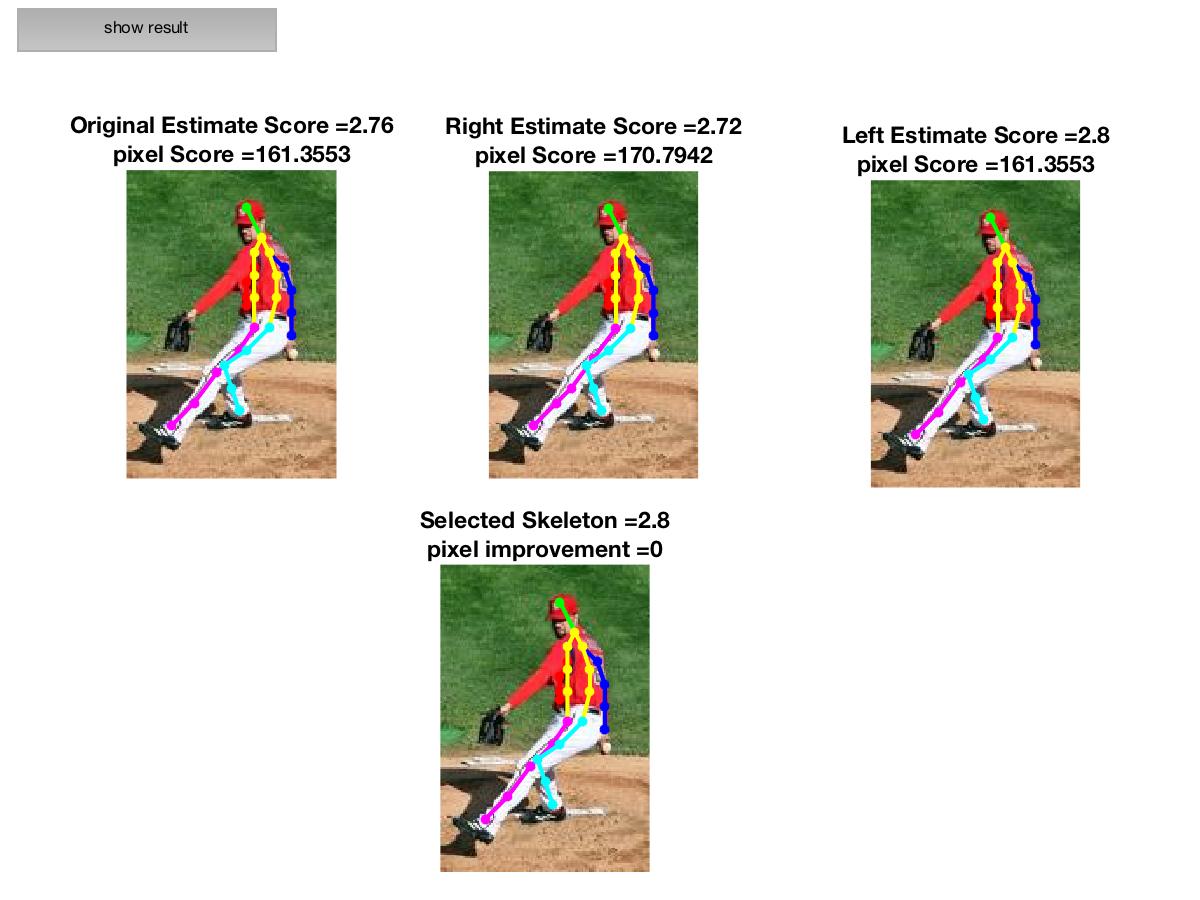 show result
Original Estimate Score =2.76
pixel Score =161.3553
Right Estimate Score =2.72
pixel Score =170.7942
Left Estimate Score =2.8
pixel Score =161.3553
Selected Skeleton =2.8
pixel improvement =0